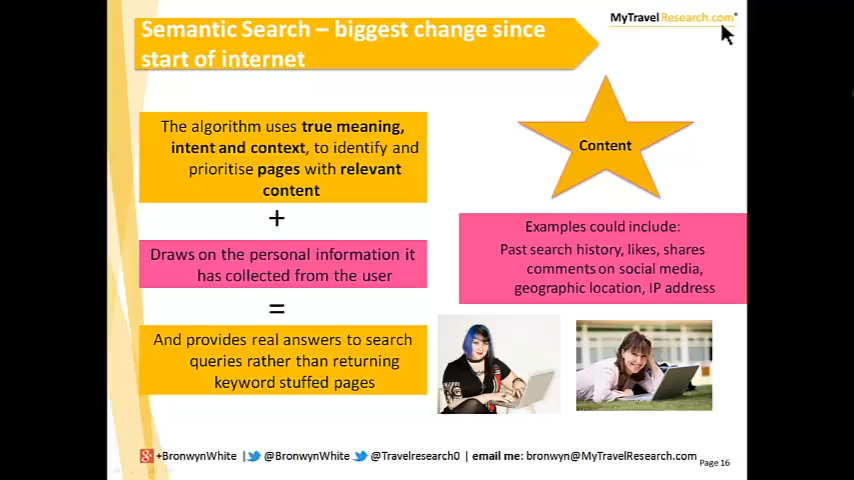 Semantic Search – biggest change since
start of internet
MyTravelResearch.com
The algorithm uses true meaning,
intent and context, to identify and
prioritise pages with relevant
content
+
Draws on the personal information it
has collected from the user
=
And provides real answers to search
queries rather than returning
keyword stuffed pages
Content
Examples could include:
Past search history, likes, shares
comments on social media,
geographic location, IP address
+BronwynWhite | @BronwynWhite @Travelresearch0 | email me: bronwyn@MyTravelResearch.com
Page 16